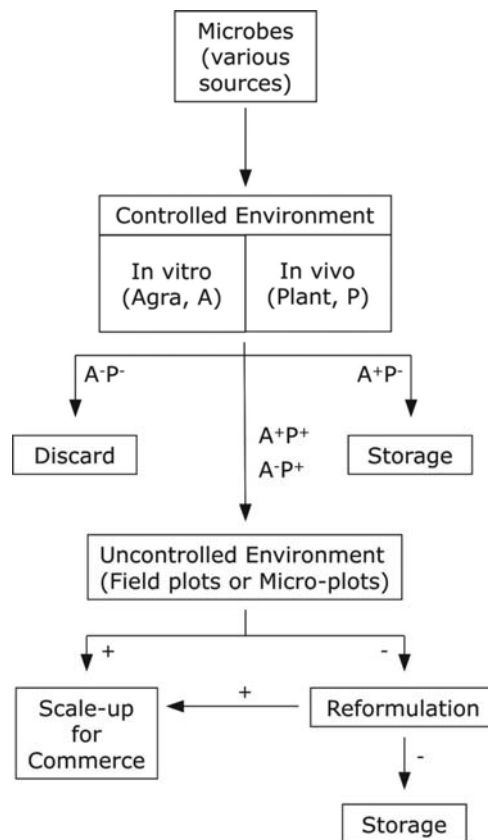 Microbes
(various
sources)
Controlled Environment
In vitro
(Agra, A)
In vivo
(Plant, P)
A⁻P⁻
A⁺P⁻
A⁺P⁺
A⁻P⁺
Discard
Storage
Uncontrolled Environment
(Field plots or Micro-plots)
+
-
Scale-up
for
Commerce
+
Reformulation
-
Storage